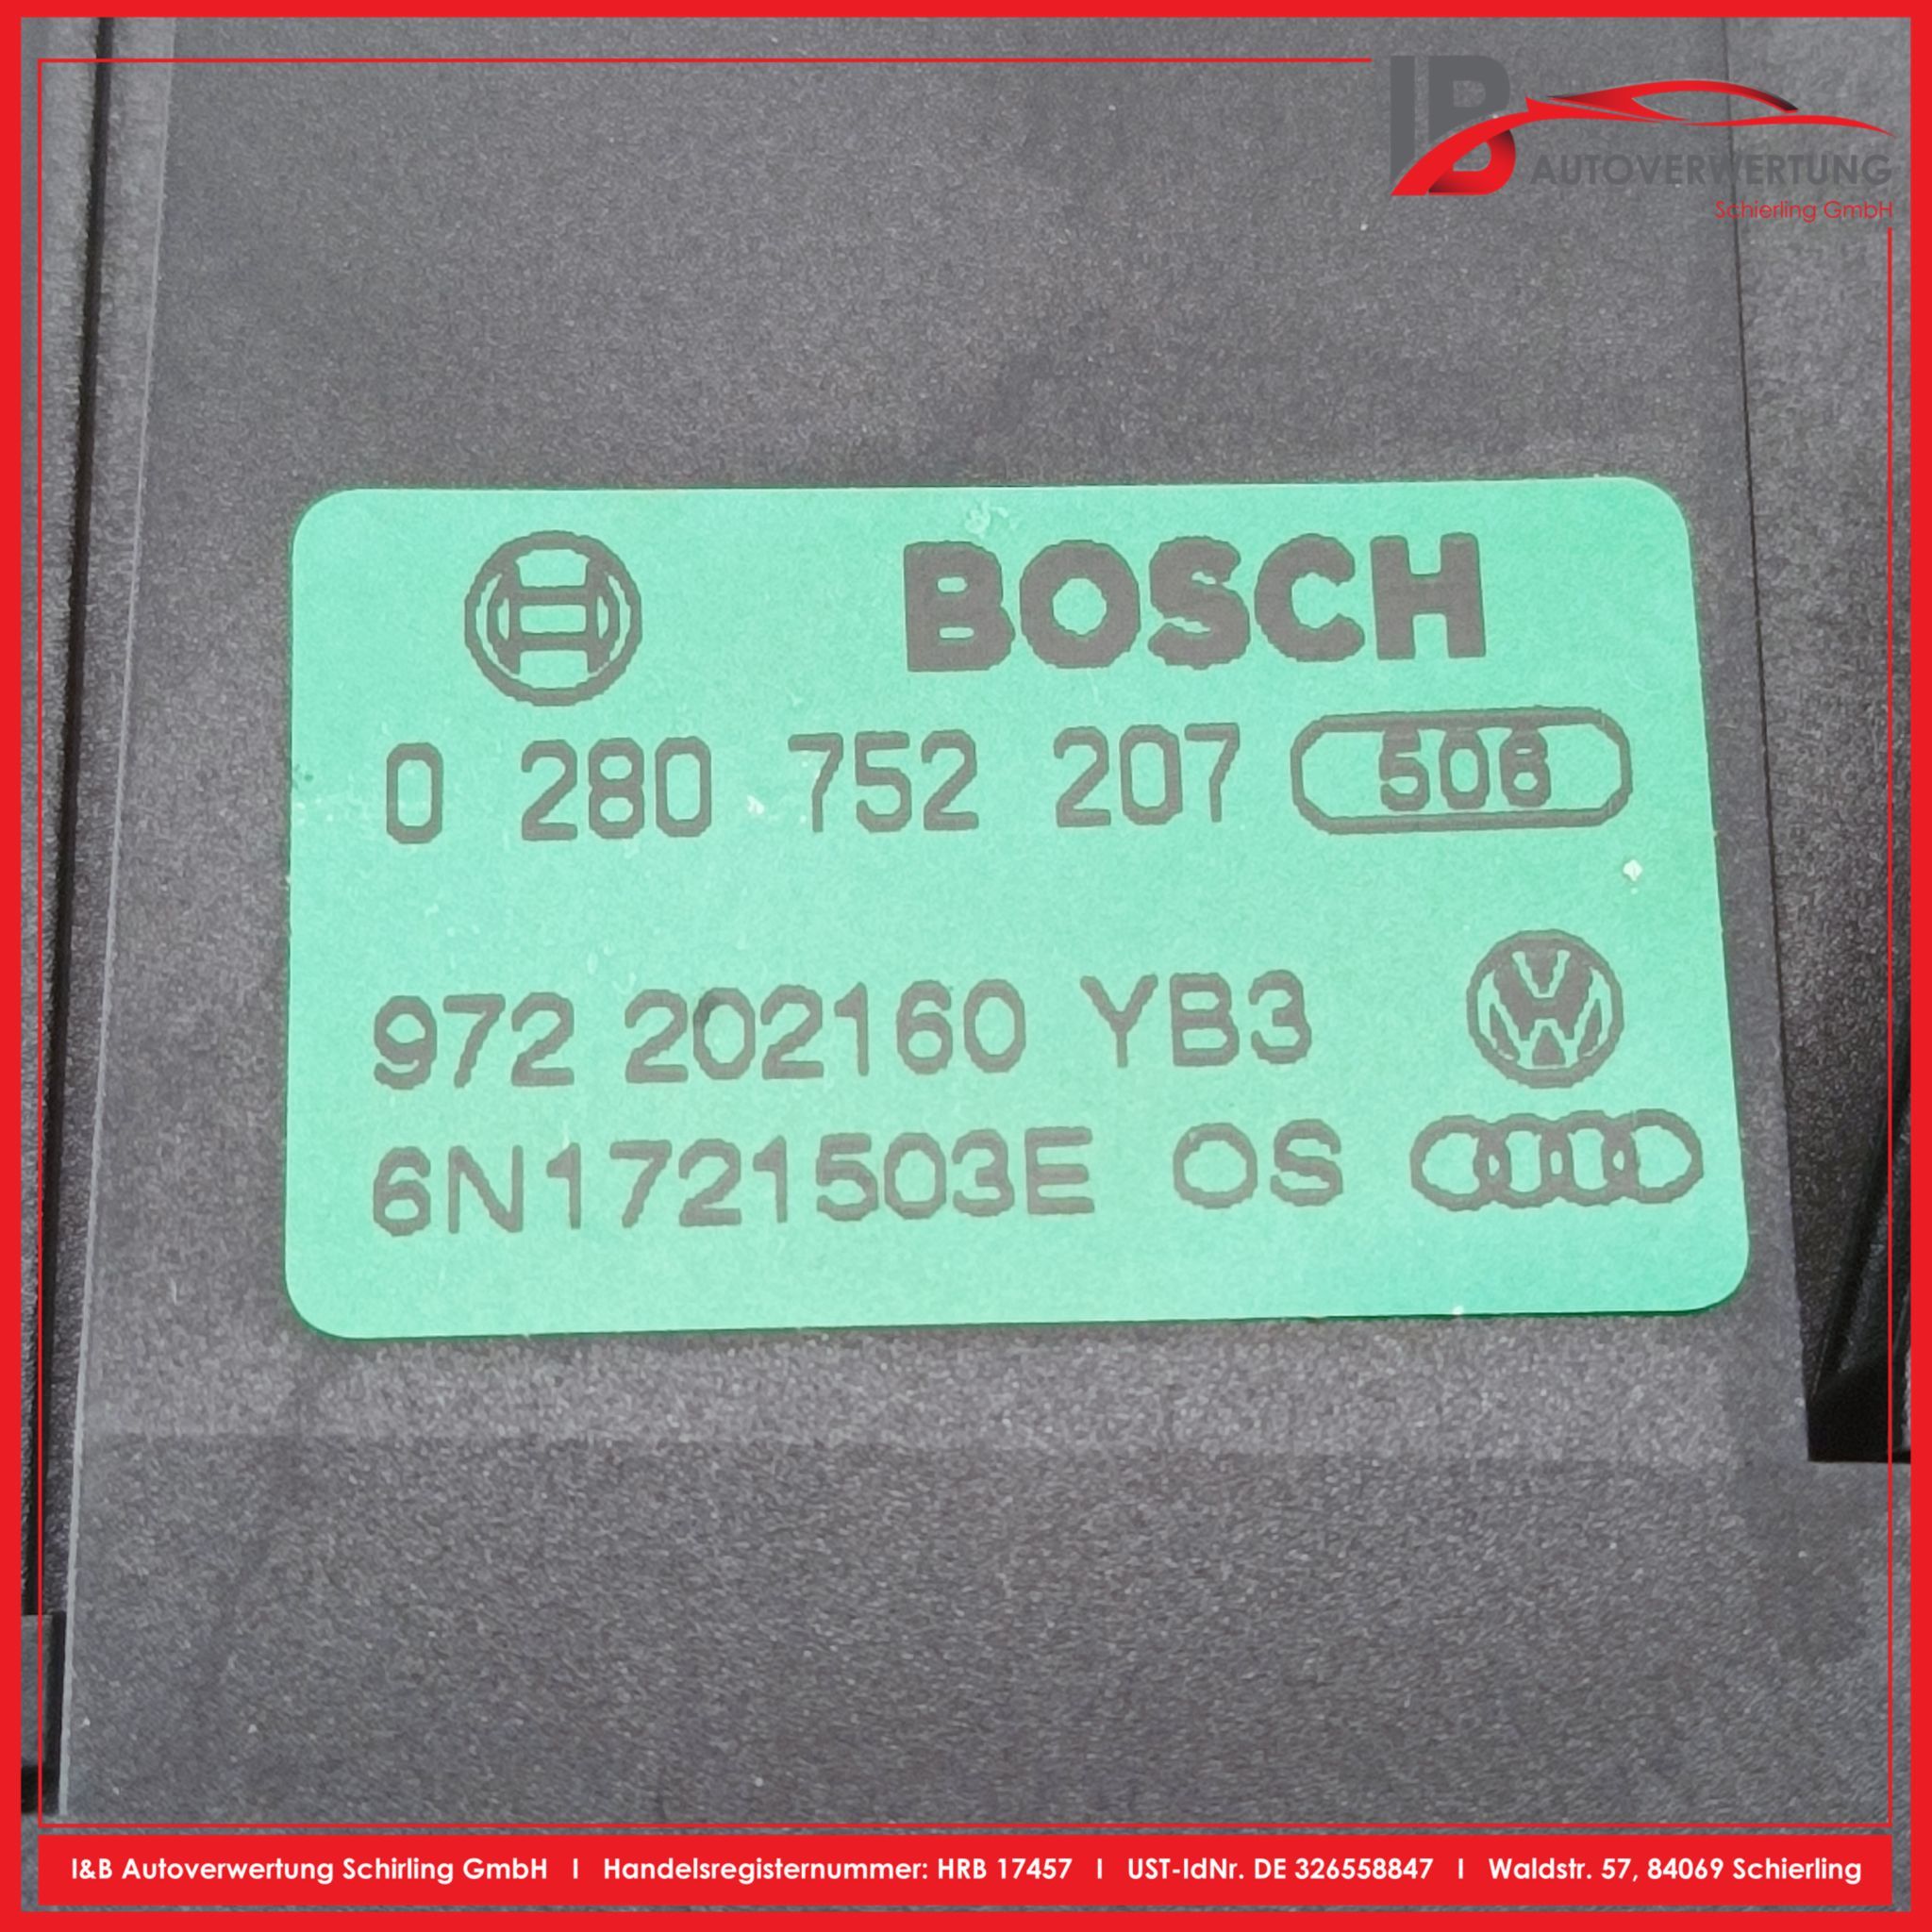 IB
AUTOVERWERTUNG
Schierling GmbH
BOSCH
0 280 752 207 506
972 202160 YB3
6N1721503E OS
I&B Autoverwertung Schirling GmbH I Handelsregisternummer: HRB 17457 I UST-IdNr. DE 326558847 I Waldstr. 57, 84069 Schierling